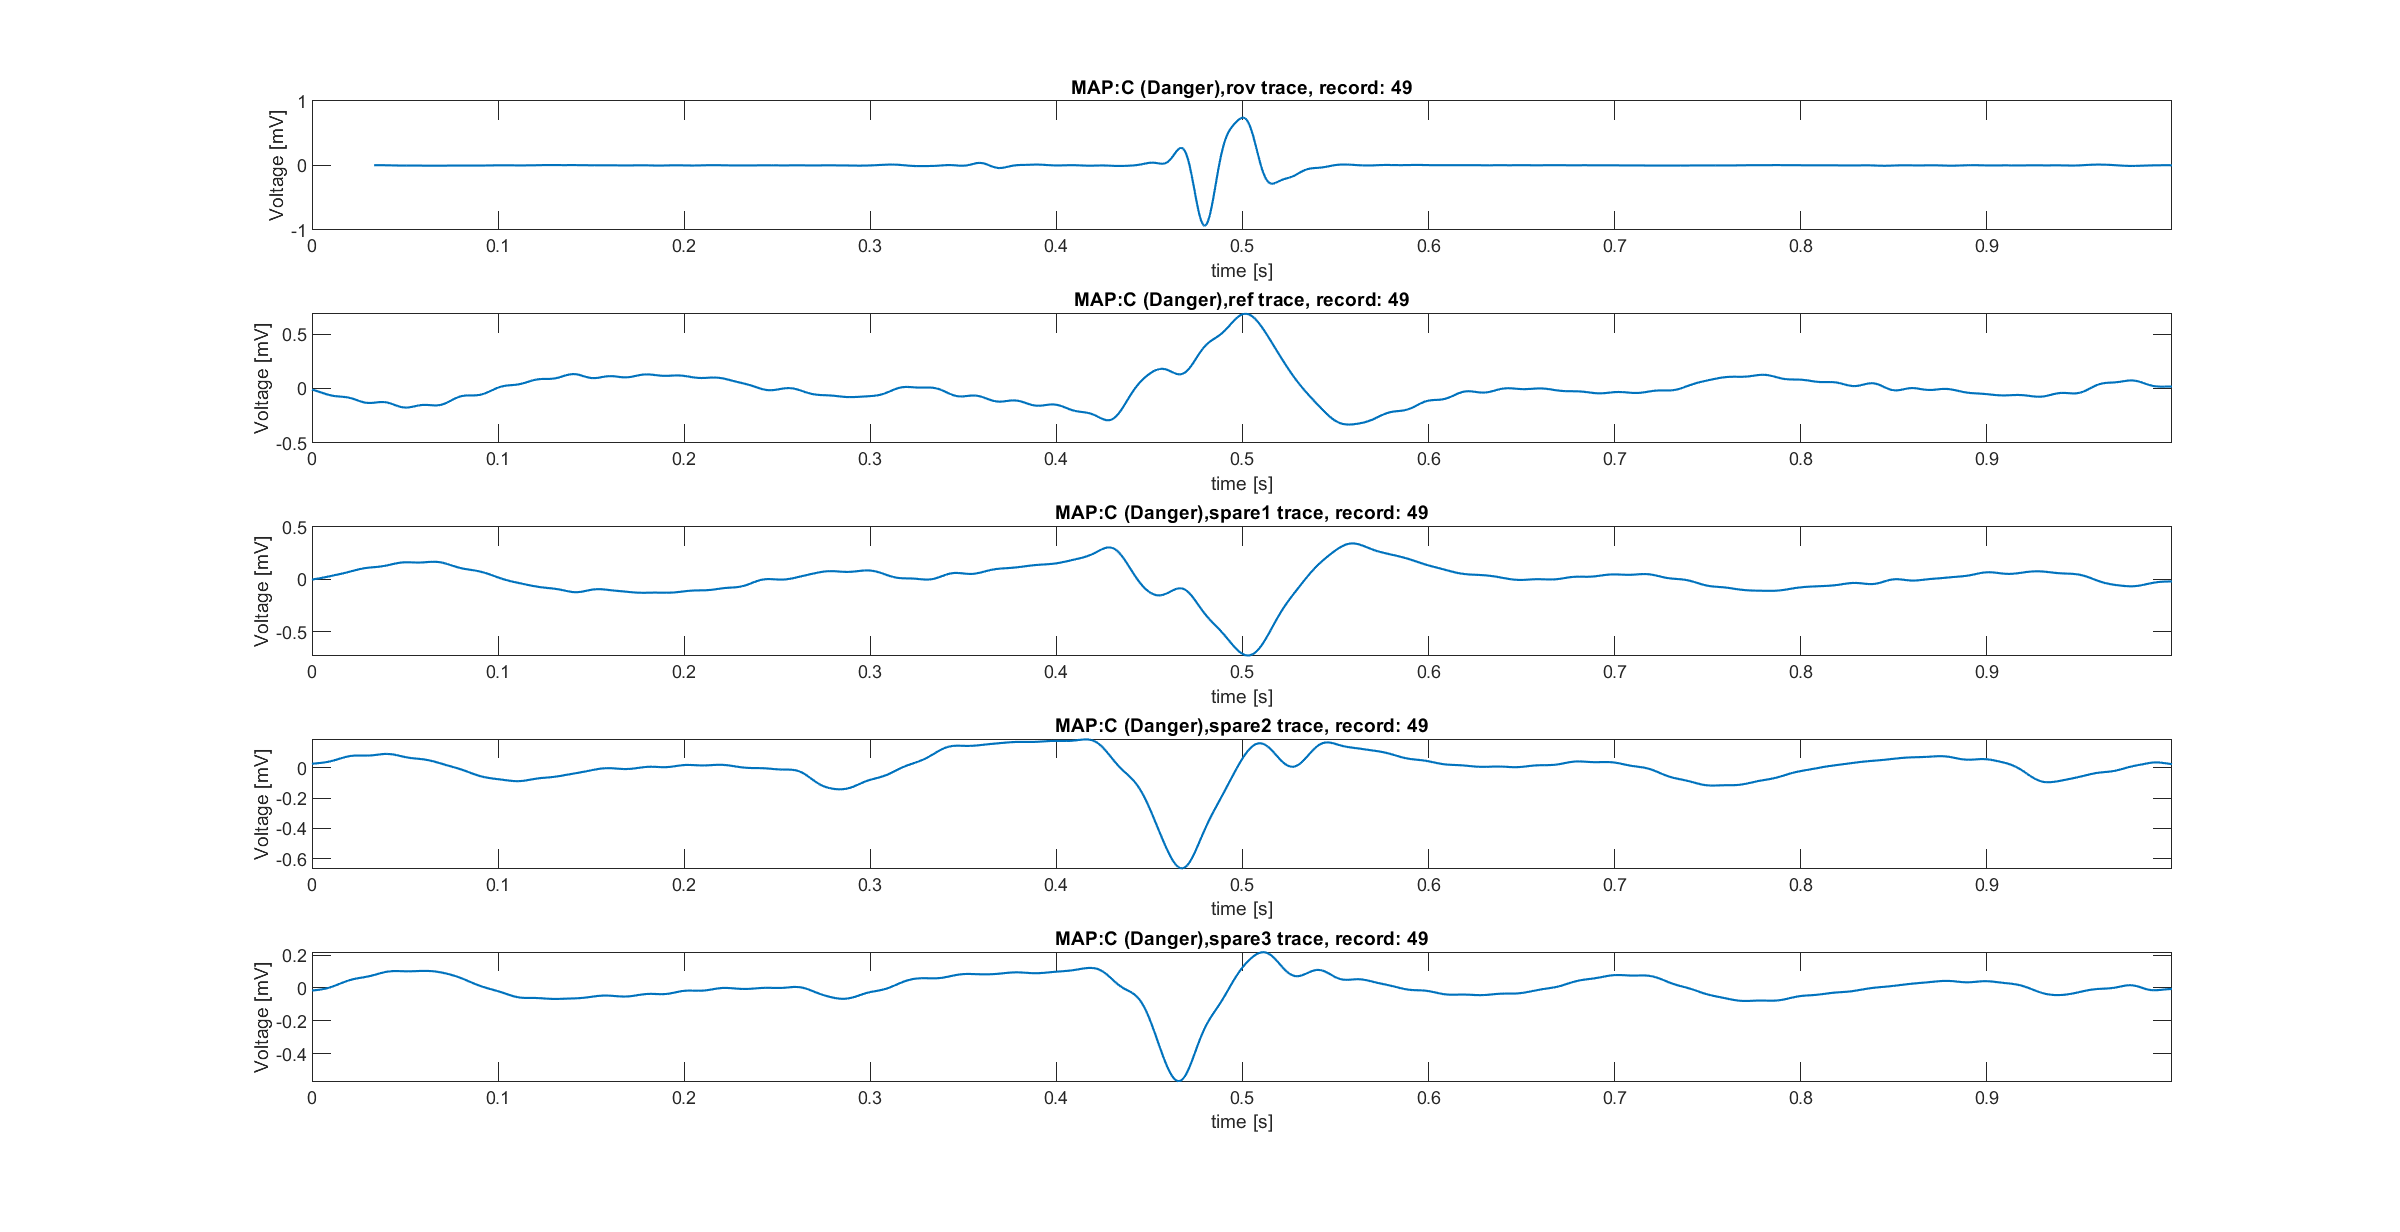 MAP:C (Danger),rov trace, record: 49
1
0
-1
Voltage [mV]
0 0.1 0.2 0.3 0.4 0.5 0.6 0.7 0.8 0.9
time [s]
MAP:C (Danger),ref trace, record: 49
0.5
0
-0.5
Voltage [mV]
0 0.1 0.2 0.3 0.4 0.5 0.6 0.7 0.8 0.9
time [s]
MAP:C (Danger),spare1 trace, record: 49
0.5
0
-0.5
Voltage [mV]
0 0.1 0.2 0.3 0.4 0.5 0.6 0.7 0.8 0.9
time [s]
MAP:C (Danger),spare2 trace, record: 49
0
-0.2
-0.4
-0.6
Voltage [mV]
0 0.1 0.2 0.3 0.4 0.5 0.6 0.7 0.8 0.9
time [s]
MAP:C (Danger),spare3 trace, record: 49
0.2
0
-0.2
-0.4
Voltage [mV]
0 0.1 0.2 0.3 0.4 0.5 0.6 0.7 0.8 0.9
time [s]